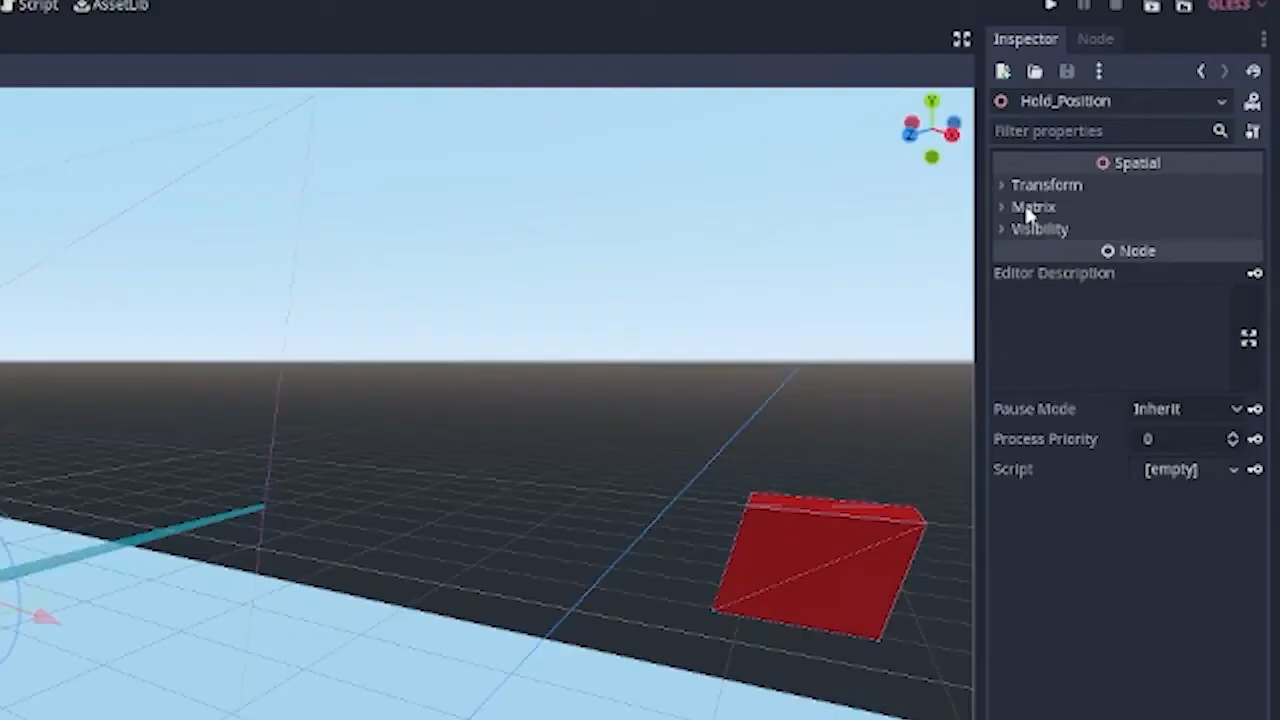 Script AssetLib GLES3
Inspector Node
Hold_Position
Filter properties
Y
Z X
Spatial
Transform
Matrix
Visibility
Node
Editor Description
Pause Mode Inherit
Process Priority 0
Script [empty]